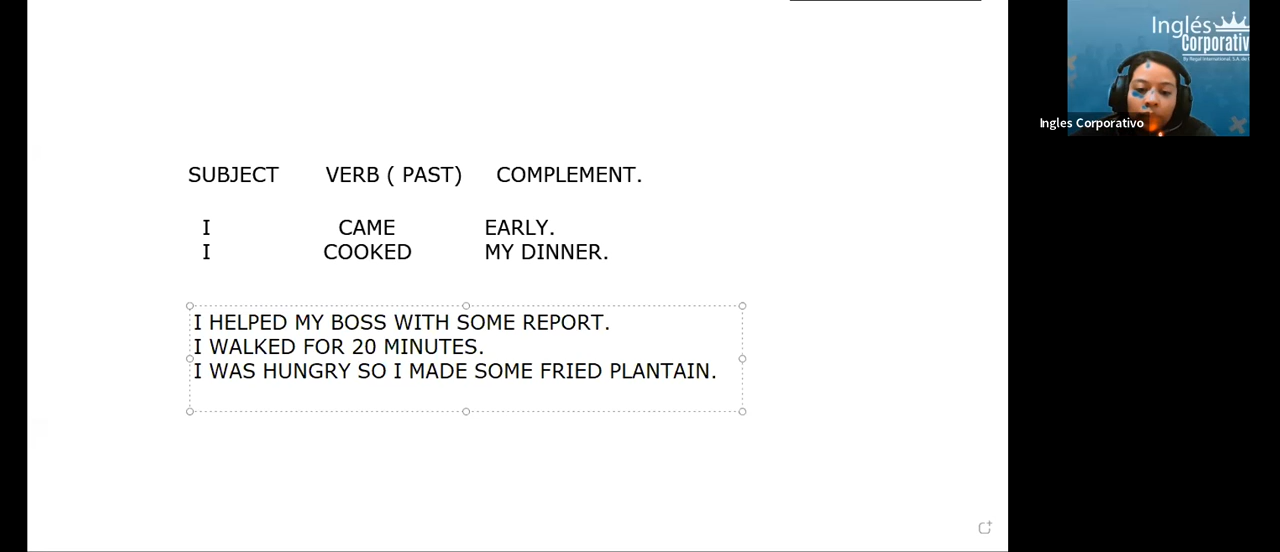 SUBJECT VERB ( PAST) COMPLEMENT.
I CAME EARLY.
I COOKED MY DINNER.
I HELPED MY BOSS WITH SOME REPORT.
I WALKED FOR 20 MINUTES.
I WAS HUNGRY SO I MADE SOME FRIED PLANTAIN.
Inglés
Corporativ
Ingles Corporativo